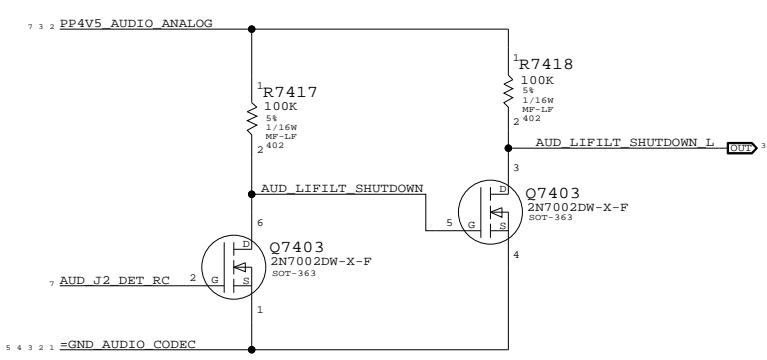 7 3 2 PP4V5_AUDIO_ANALOG
1
R7418
100K
5%
1/16W
MF-LF
402
2
1
R7417
100K
5%
1/16W
MF-LF
402
2
AUD_LIFILT_SHUTDOWN_L OUT 3
3
AUD_LIFILT_SHUTDOWN
D
Q7403
2N7002DW-X-F
SOT-363
5 G S
6
4
D
Q7403
2N7002DW-X-F
SOT-363
7 AUD_J2_DET_RC 2 G S
1
5 4 3 2 1 =GND_AUDIO_CODEC